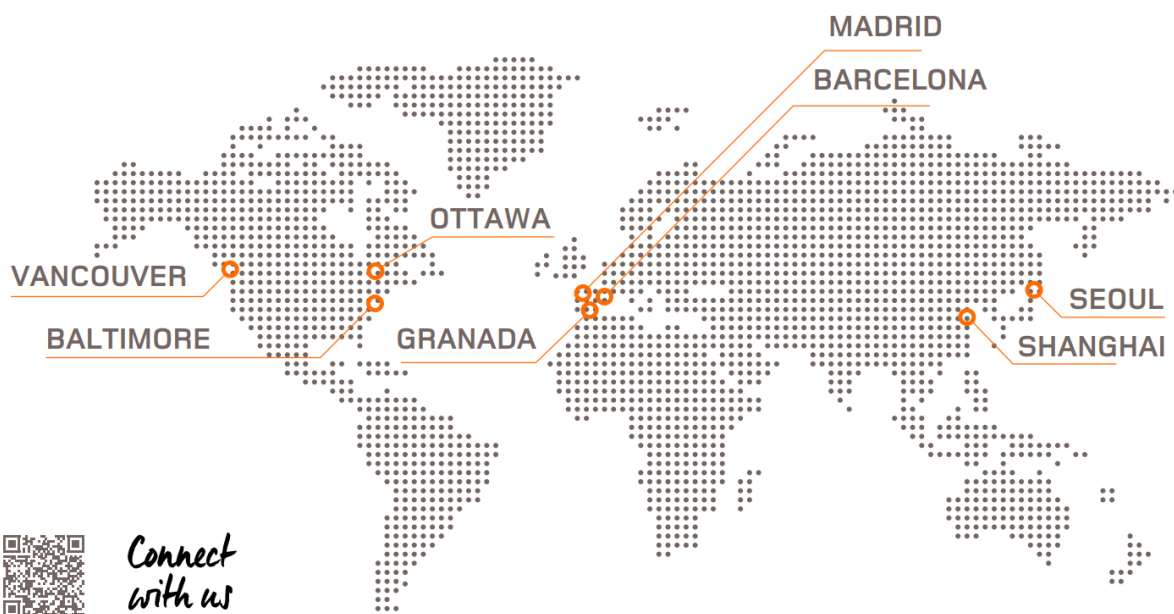 MADRID
BARCELONA
OTTAWA
VANCOUVER
BALTIMORE
GRANADA
SEOUL
SHANGHAI
Connect
with us